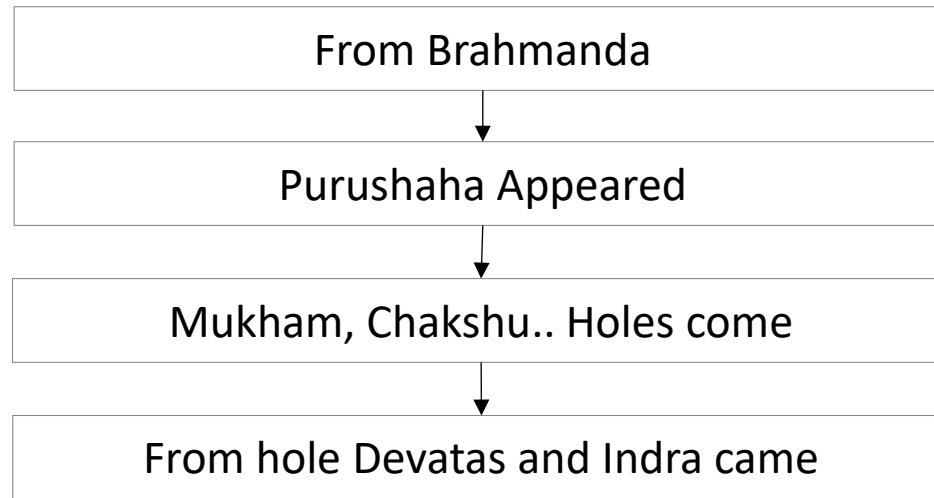 From Brahmanda
Purushaha Appeared
Mukham, Chakshu.. Holes come
From hole Devatas and Indra came